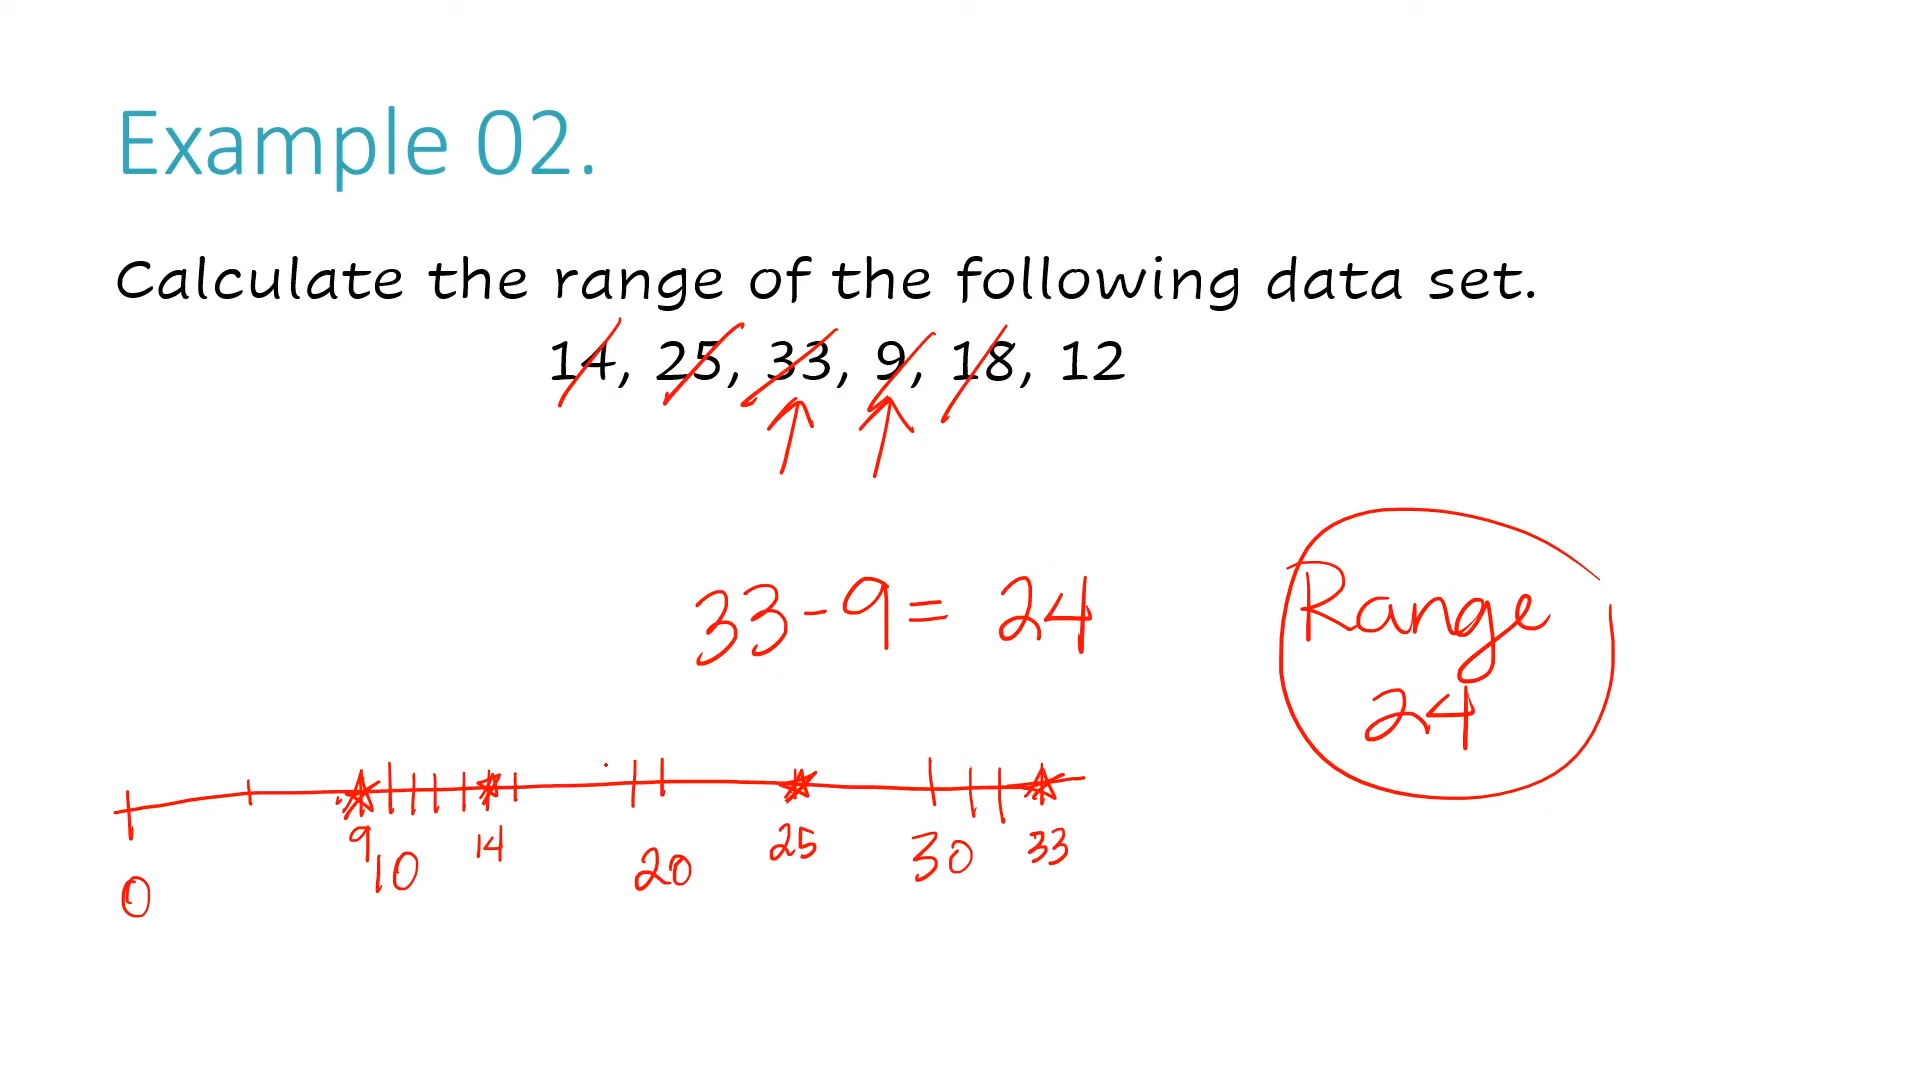 Example 02.
Calculate the range of the following data set.
14, 25, 33, 9, 18, 12
33-9= 24
Range
24
0 9 10 14 20 25 30 33